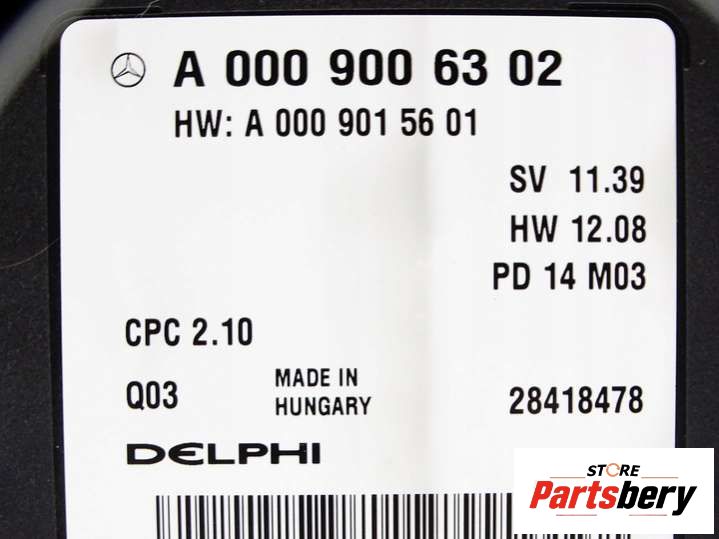 A 000 900 63 02
HW: A 000 901 56 01
SV 11.39
HW 12.08
PD 14 M03
CPC 2.10
Q03
MADE IN
HUNGARY
28418478
DELPHI
STORE
Partsbery